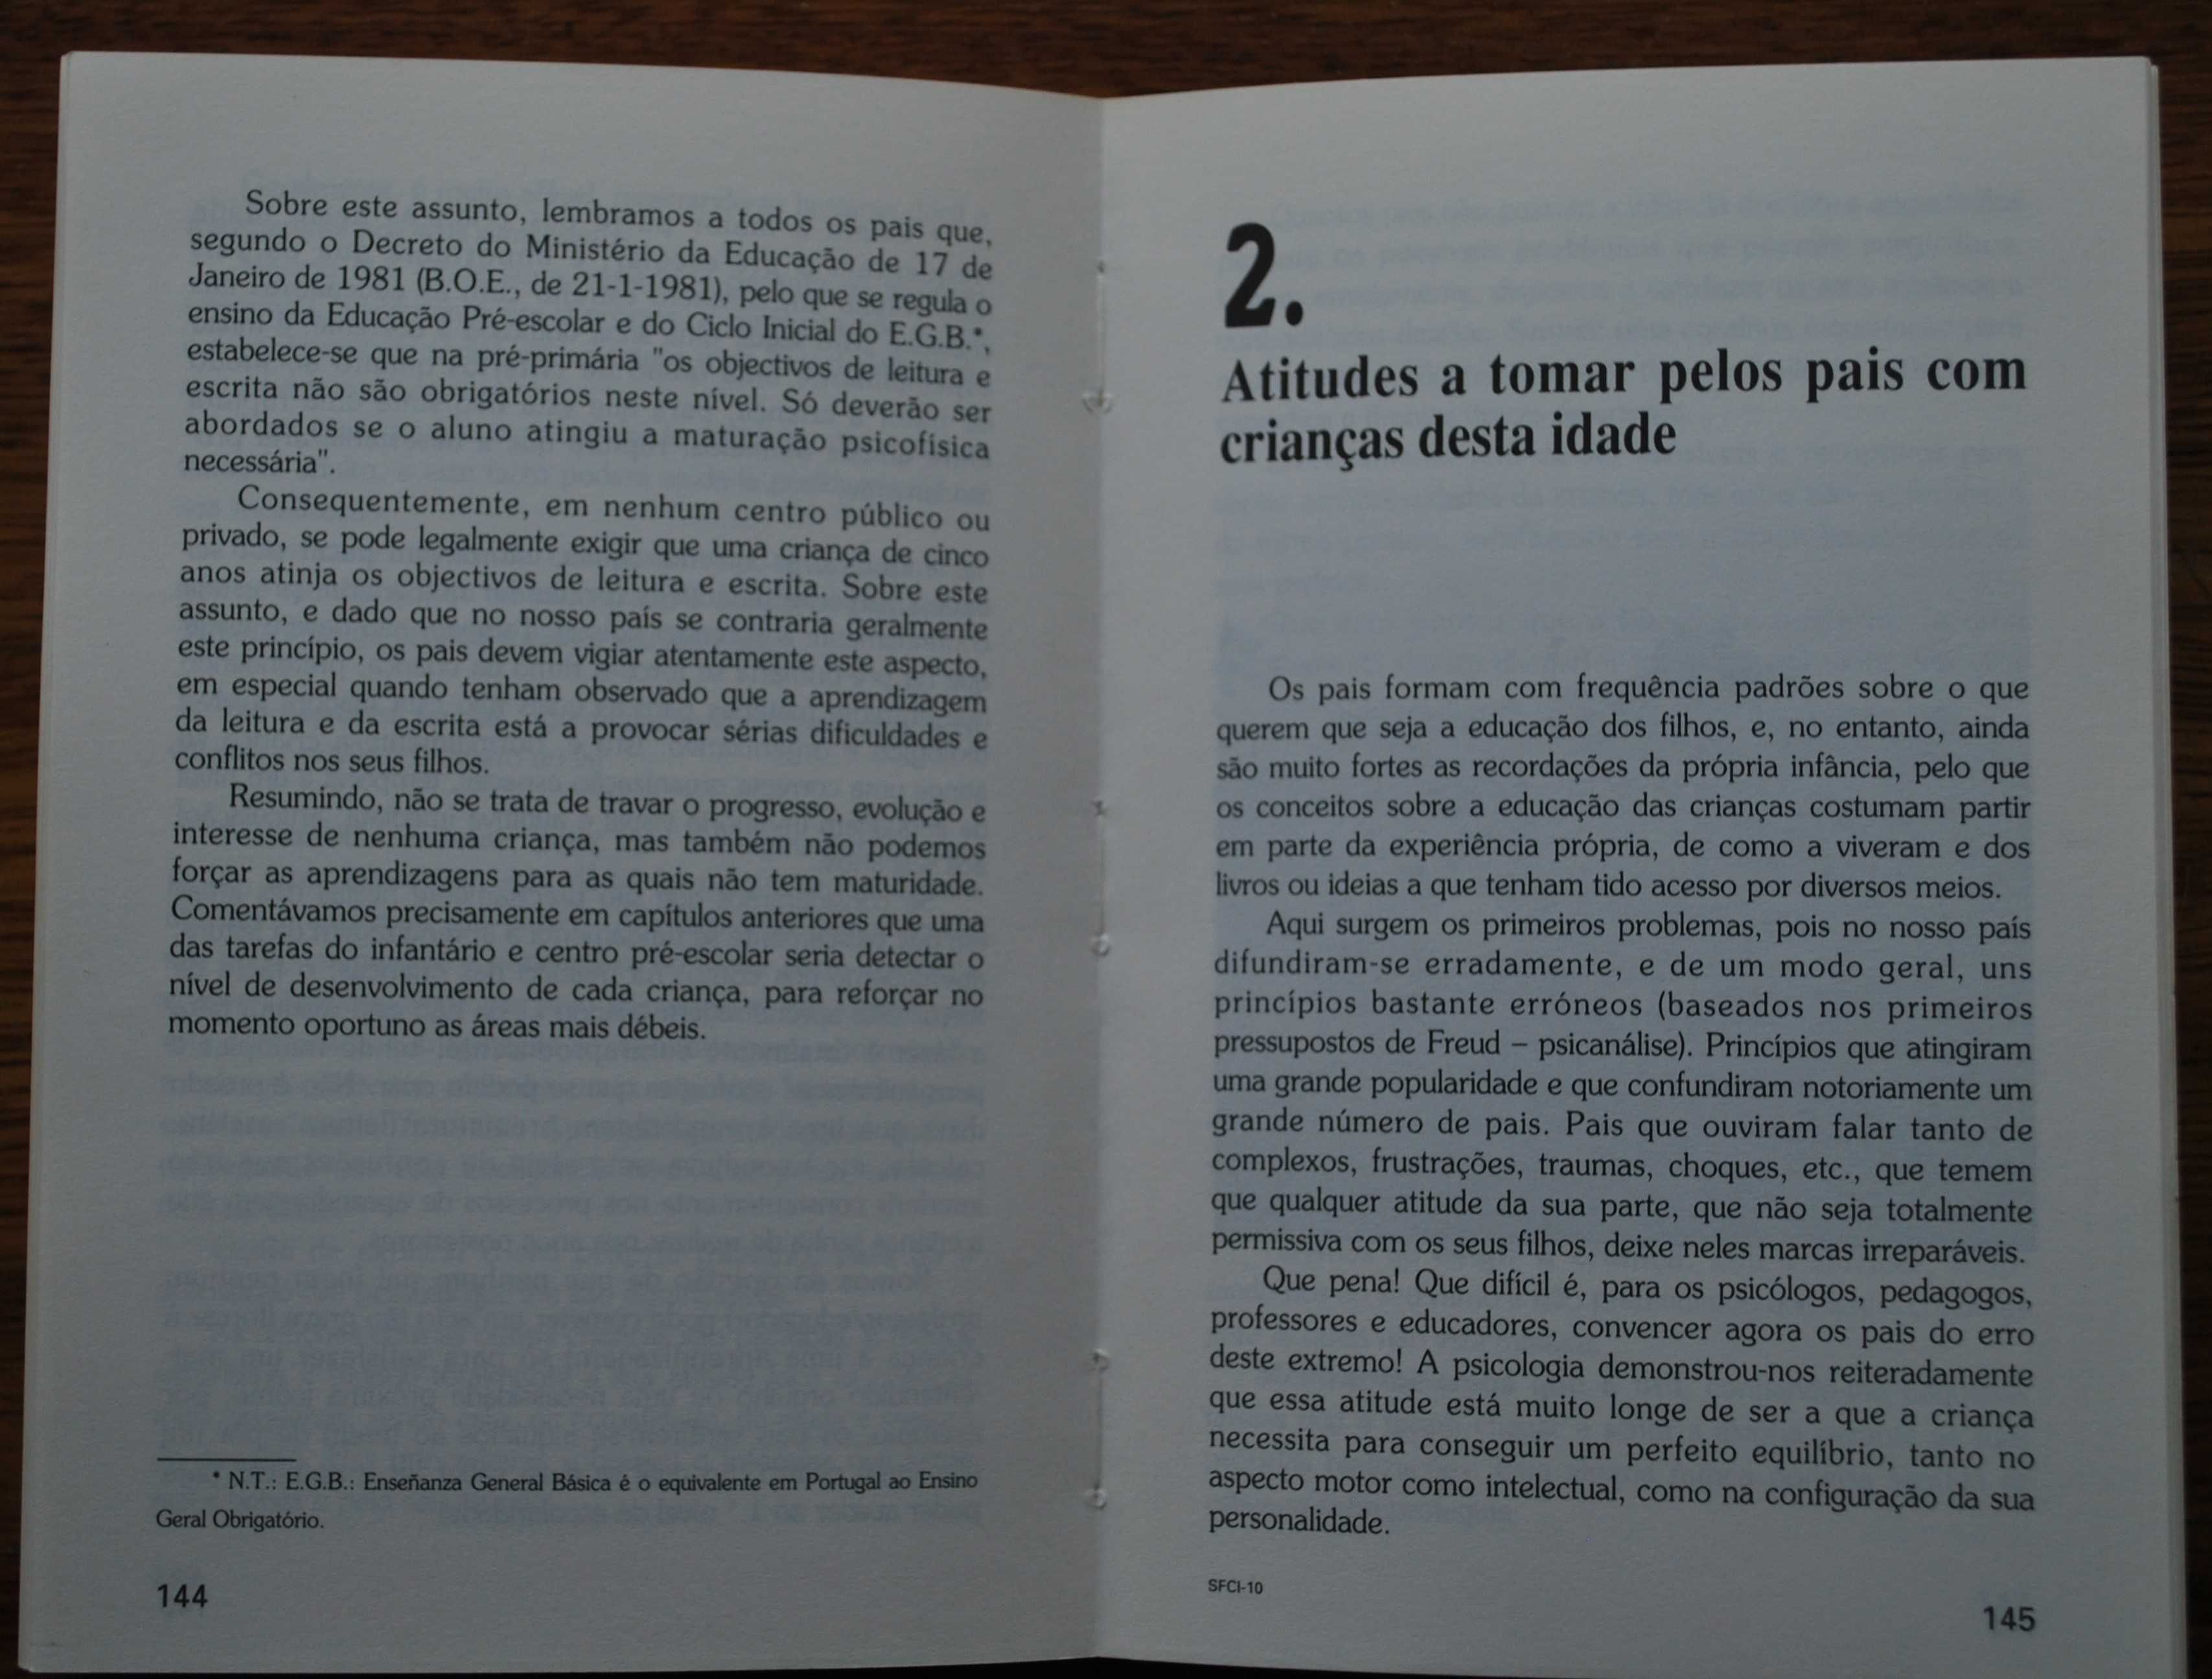 Sobre este assunto, lembramos a todos os pais que,
segundo o Decreto do Ministério da Educação de 17 de
Janeiro de 1981 (B.O.E., de 21-1-1981), pelo que se regula o
ensino da Educação Pré-escolar e do Ciclo Inicial do E.G.B.*,
estabelece-se que na pré-primária "os objectivos de leitura e
escrita não são obrigatórios neste nível. Só deverão ser
abordados se o aluno atingiu a maturação psicofísica
necessária".
Consequentemente, em nenhum centro público ou
privado, se pode legalmente exigir que uma criança de cinco
anos atinja os objectivos de leitura e escrita. Sobre este
assunto, e dado que no nosso país se contraria geralmente
este princípio, os pais devem vigiar atentamente este aspecto,
em especial quando tenham observado que a aprendizagem
da leitura e da escrita está a provocar sérias dificuldades e
conflitos nos seus filhos.
Resumindo, não se trata de travar o progresso, evolução e
interesse de nenhuma criança, mas também não podemos
forçar as aprendizagens para as quais não tem maturidade.
Comentávamos precisamente em capítulos anteriores que uma
das tarefas do infantário e centro pré-escolar seria detectar o
nível de desenvolvimento de cada criança, para reforçar no
momento oportuno as áreas mais débeis.
* N.T.: E.G.B.: Enseñanza General Básica é o equivalente em Portugal ao Ensino
Geral Obrigatório.
144
2.
Atitudes a tomar pelos pais com
crianças desta idade
Os pais formam com frequência padrões sobre o que
querem que seja a educação dos filhos, e, no entanto, ainda
são muito fortes as recordações da própria infância, pelo que
os conceitos sobre a educação das crianças costumam partir
em parte da experiência própria, de como a viveram e dos
livros ou ideias a que tenham tido acesso por diversos meios.
Aqui surgem os primeiros problemas, pois no nosso país
difundiram-se erradamente, e de um modo geral, uns
princípios bastante erróneos (baseados nos primeiros
pressupostos de Freud – psicanálise). Princípios que atingiram
uma grande popularidade e que confundiram notoriamente um
grande número de pais. Pais que ouviram falar tanto de
complexos, frustrações, traumas, choques, etc., que temem
que qualquer atitude da sua parte, que não seja totalmente
permissiva com os seus filhos, deixe neles marcas irreparáveis.
Que pena! Que difícil é, para os psicólogos, pedagogos,
professores e educadores, convencer agora os pais do erro
deste extremo! A psicologia demonstrou-nos reiteradamente
que essa atitude está muito longe de ser a que a criança
necessita para conseguir um perfeito equilíbrio, tanto no
aspecto motor como intelectual, como na configuração da sua
personalidade.
SFCI-10
145